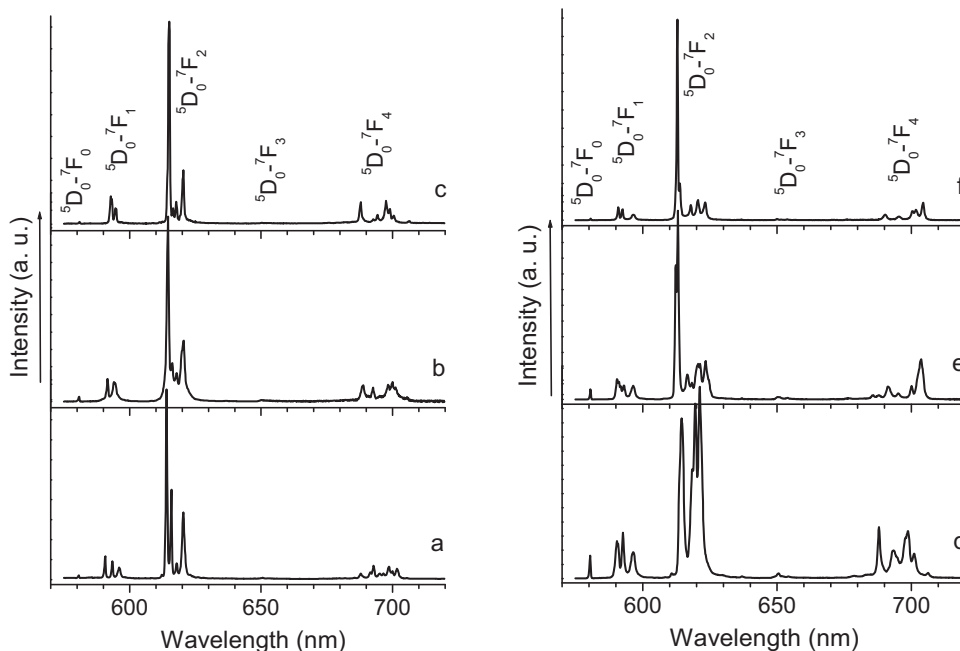 ⁵D₀-⁷F₀
⁵D₀-⁷F₁
⁵D₀-⁷F₂
⁵D₀-⁷F₃
⁵D₀-⁷F₄
c
b
a
Intensity (a. u.)
600
650
700
Wavelength (nm)
⁵D₀-⁷F₀
⁵D₀-⁷F₁
⁵D₀-⁷F₂
⁵D₀-⁷F₃
⁵D₀-⁷F₄
f
e
d
Intensity (a. u.)
600
650
700
Wavelength (nm)